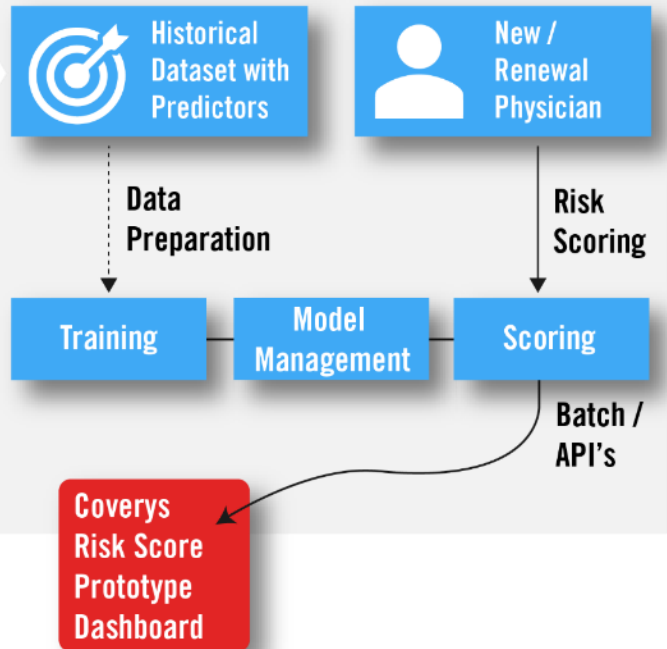 Historical
Dataset with
Predictors
New /
Renewal
Physician
Data
Preparation
Risk
Scoring
Training
Model
Management
Scoring
Batch /
API's
Coverys
Risk Score
Prototype
Dashboard